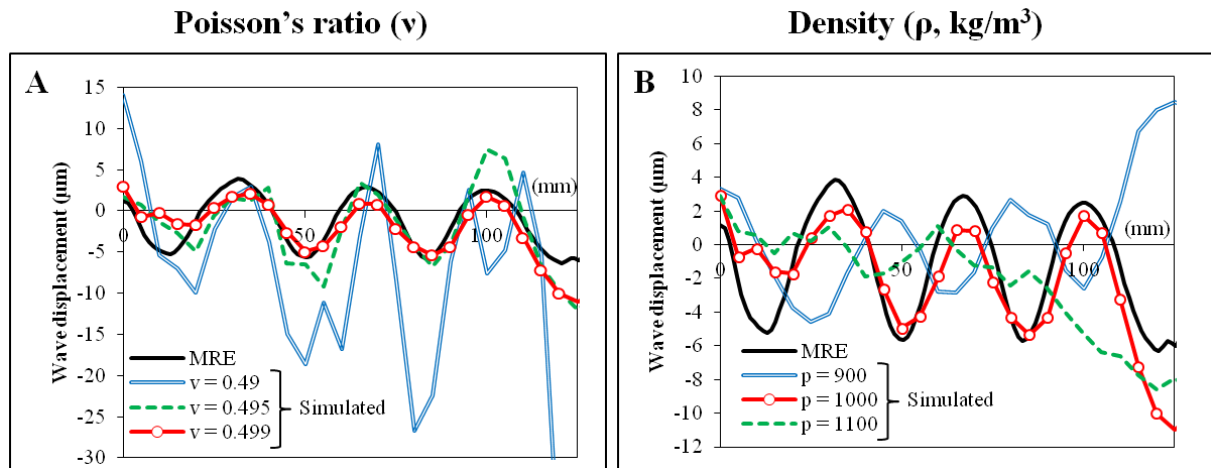 Poisson's ratio (ν)
A
Wave displacement (μm)
15
10
5
0
-5
-10
-15
-20
-25
-30
0
50
100
(mm)
MRE
v = 0.49
v = 0.495
v = 0.499
Simulated
Density (ρ, kg/m³)
B
Wave displacement (μm)
10
8
6
4
2
0
-2
-4
-6
-8
-10
-12
0
50
100
(mm)
MRE
p = 900
p = 1000
p = 1100
Simulated